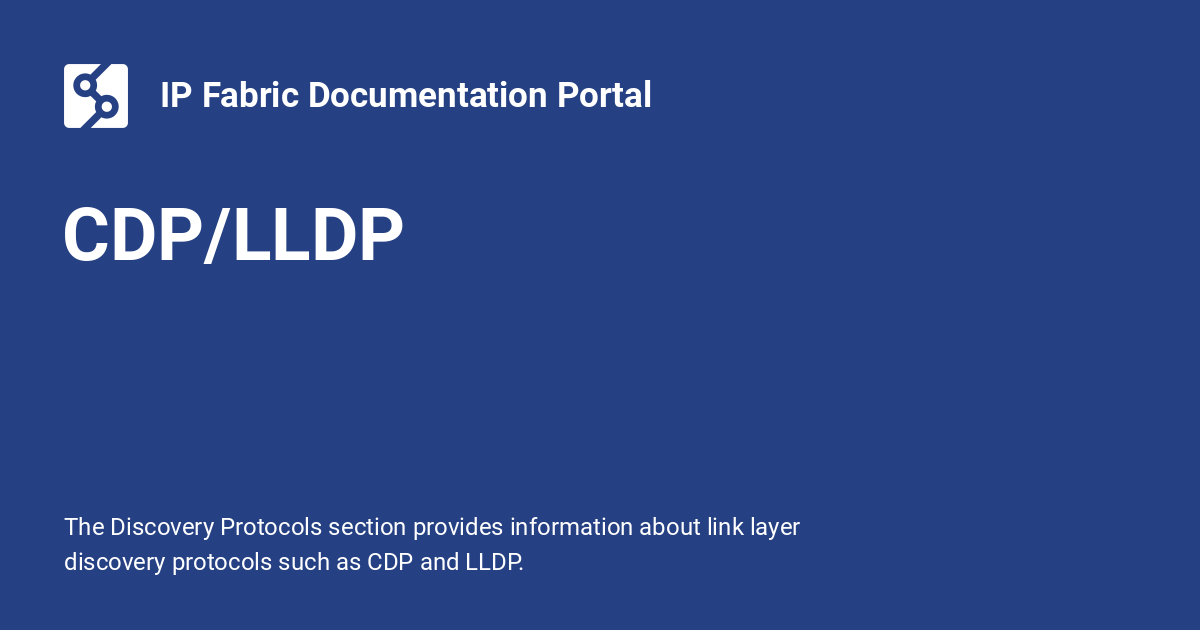 IP Fabric Documentation Portal
CDP/LLDP
The Discovery Protocols section provides information about link layer
discovery protocols such as CDP and LLDP.